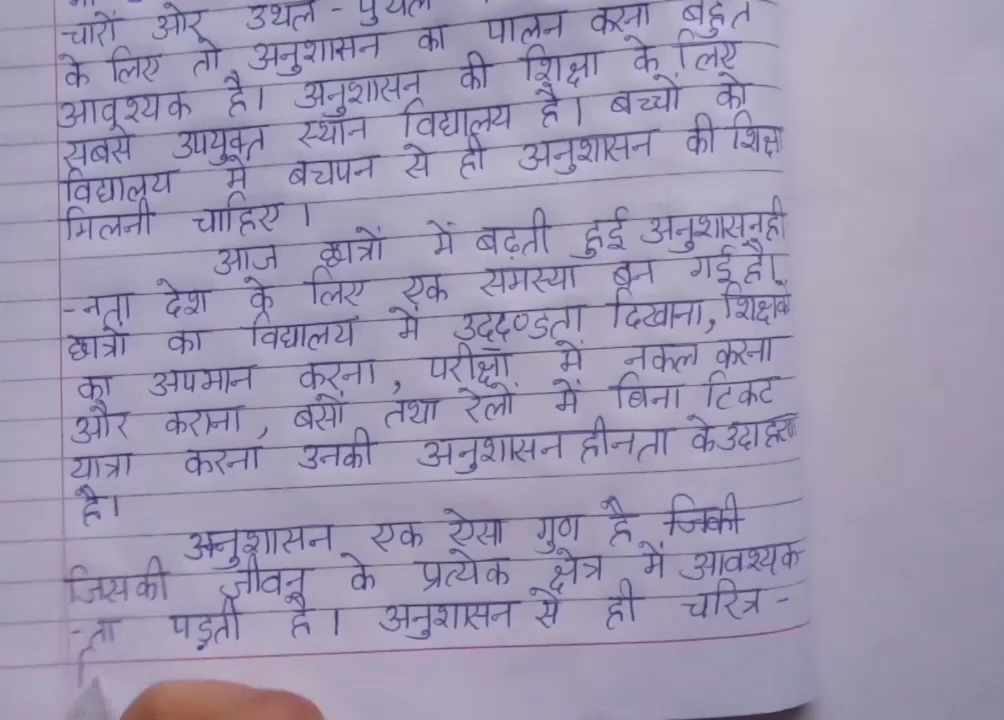 चारों ओर उथल - पुथल
के लिए तो अनुशासन का पालन करना बहुत
आवश्यक है। अनुशासन की शिक्षा के लिए
सबसे उपयुक्त स्थान विद्यालय है। बच्चों को
विद्यालय में बचपन से ही अनुशासन की शिक्षा
मिलनी चाहिए।
आज छात्रों में बढ़ती हुई अनुशासनही
-नता देश के लिए एक समस्या बन गई है।
छात्रों का विद्यालय में उददण्डता दिखाना, शिक्षकों
का अपमान करना, परीक्षा में नकल करना
और कराना, बसों तथा रेलों में बिना टिकट
यात्रा करना उनकी अनुशासनहीनता के उदाहरण
है।
अनुशासन एक ऐसा गुण है जिकी
जिसकी जीवन के प्रत्येक क्षेत्र में आवश्यक
-ता पड़ती है। अनुशासन से ही चरित्र -